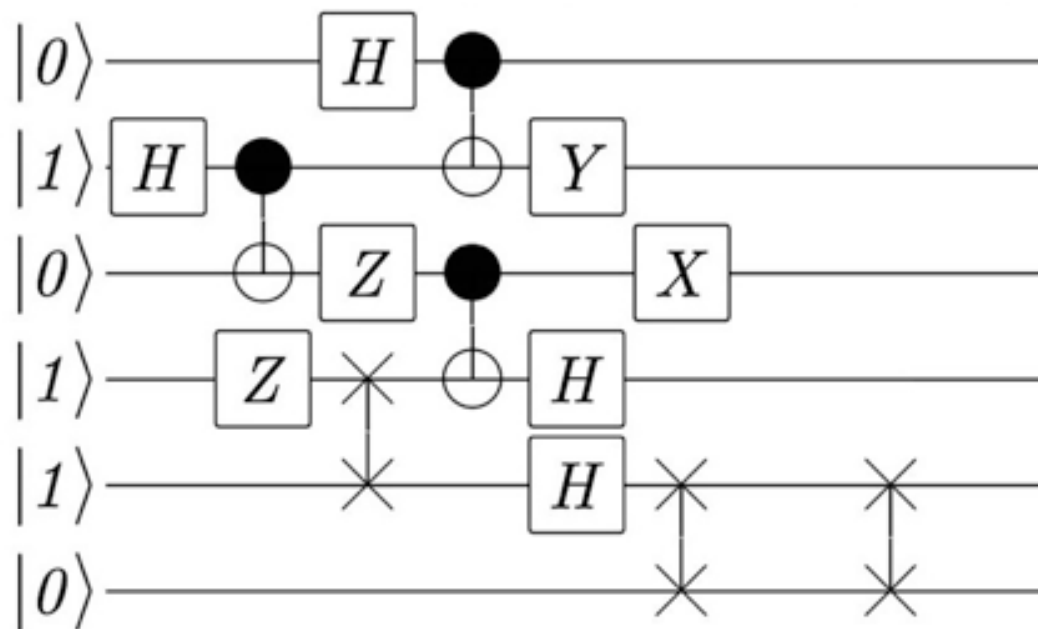 |0⟩ H
|1⟩ H Y
|0⟩ Z X
|1⟩ Z H
|1⟩ H
|0⟩